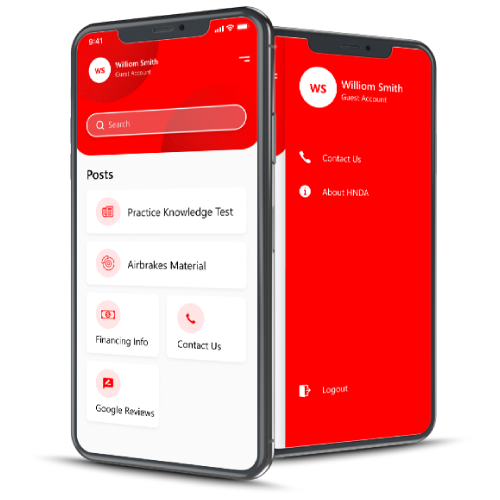 9:41
WS
Williom Smith
Guest Account
Search
Posts
Practice Knowledge Test
Airbrakes Material
Financing Info
Contact Us
Google Reviews
WS
Williom Smith
Guest Account
Contact Us
About HNDA
Logout